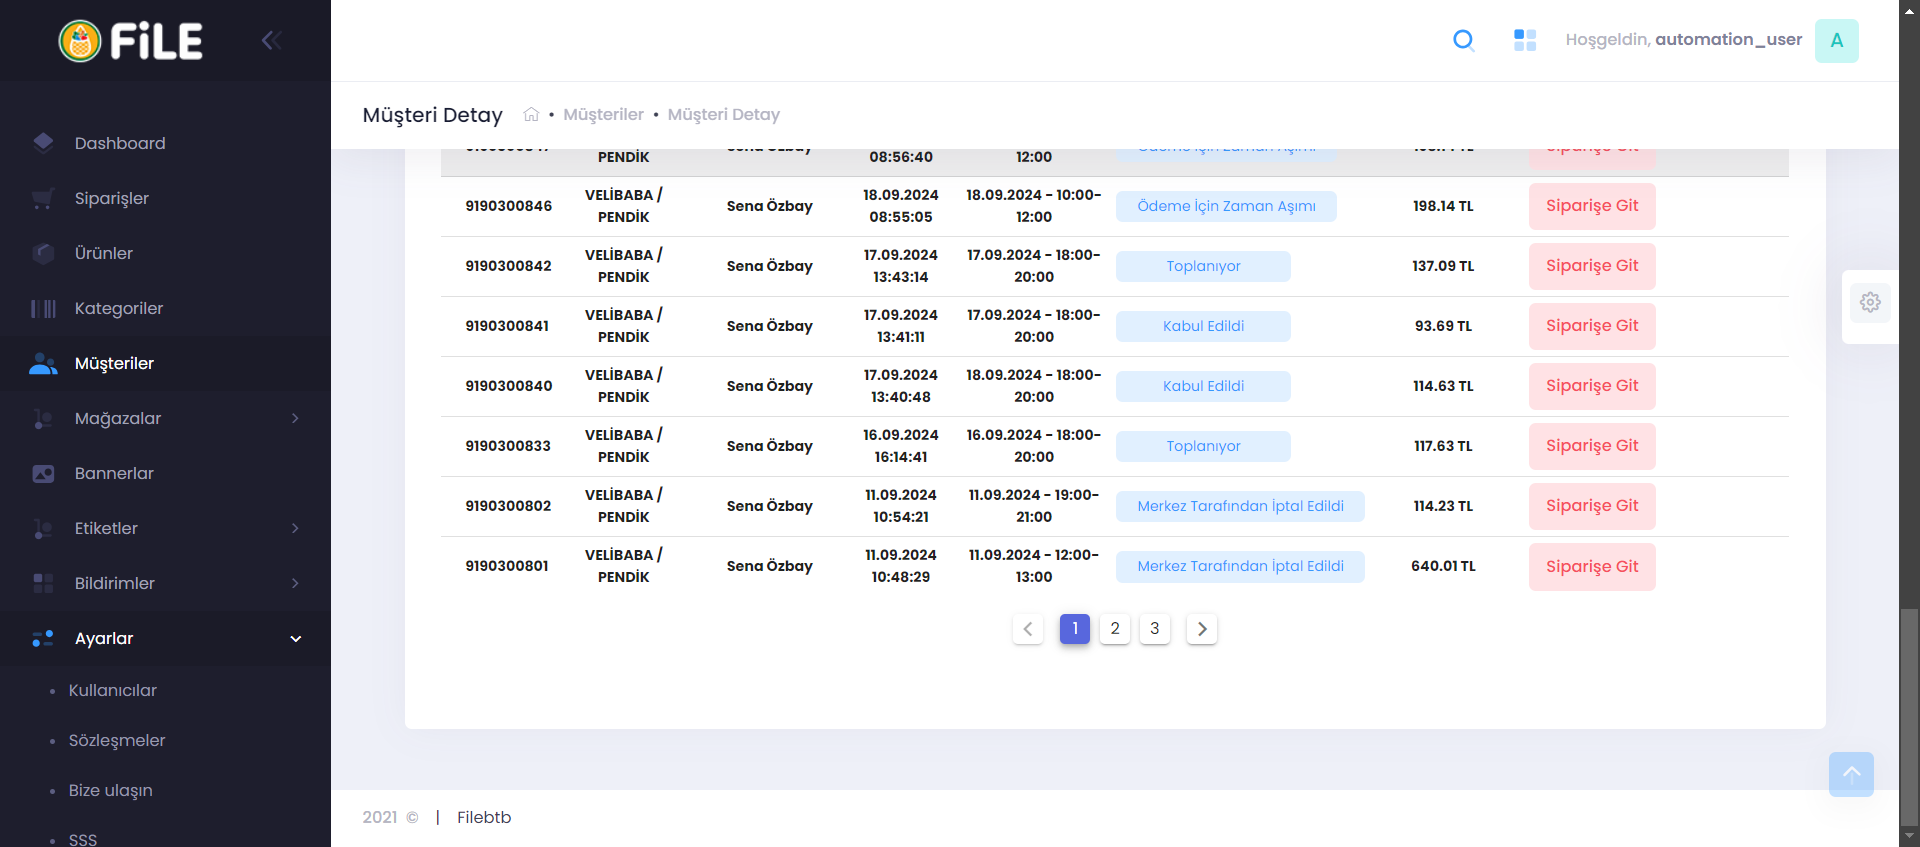 FiLE
Hoşgeldin, automation_user
A
Müşteri Detay
Müşteriler • Müşteri Detay
Dashboard
Siparişler
Ürünler
Kategoriler
Müşteriler
Mağazalar
Bannerlar
Etiketler
Bildirimler
Ayarlar
Kullanıcılar
Sözleşmeler
Bize ulaşın
SSS
PENDİK
08:56:40
12:00
9190300846 VELİBABA / PENDİK Sena Özbay 18.09.2024 08:55:05 18.09.2024 - 10:00-12:00 Ödeme İçin Zaman Aşımı 198.14 TL Siparişe Git
9190300842 VELİBABA / PENDİK Sena Özbay 17.09.2024 13:43:14 17.09.2024 - 18:00-20:00 Toplanıyor 137.09 TL Siparişe Git
9190300841 VELİBABA / PENDİK Sena Özbay 17.09.2024 13:41:11 17.09.2024 - 18:00-20:00 Kabul Edildi 93.69 TL Siparişe Git
9190300840 VELİBABA / PENDİK Sena Özbay 17.09.2024 13:40:48 18.09.2024 - 18:00-20:00 Kabul Edildi 114.63 TL Siparişe Git
9190300833 VELİBABA / PENDİK Sena Özbay 16.09.2024 16:14:41 16.09.2024 - 18:00-20:00 Toplanıyor 117.63 TL Siparişe Git
9190300802 VELİBABA / PENDİK Sena Özbay 11.09.2024 10:54:21 11.09.2024 - 19:00-21:00 Merkez Tarafından İptal Edildi 114.23 TL Siparişe Git
9190300801 VELİBABA / PENDİK Sena Özbay 11.09.2024 10:48:29 11.09.2024 - 12:00-13:00 Merkez Tarafından İptal Edildi 640.01 TL Siparişe Git
1 2 3
2021 © | Filebtb